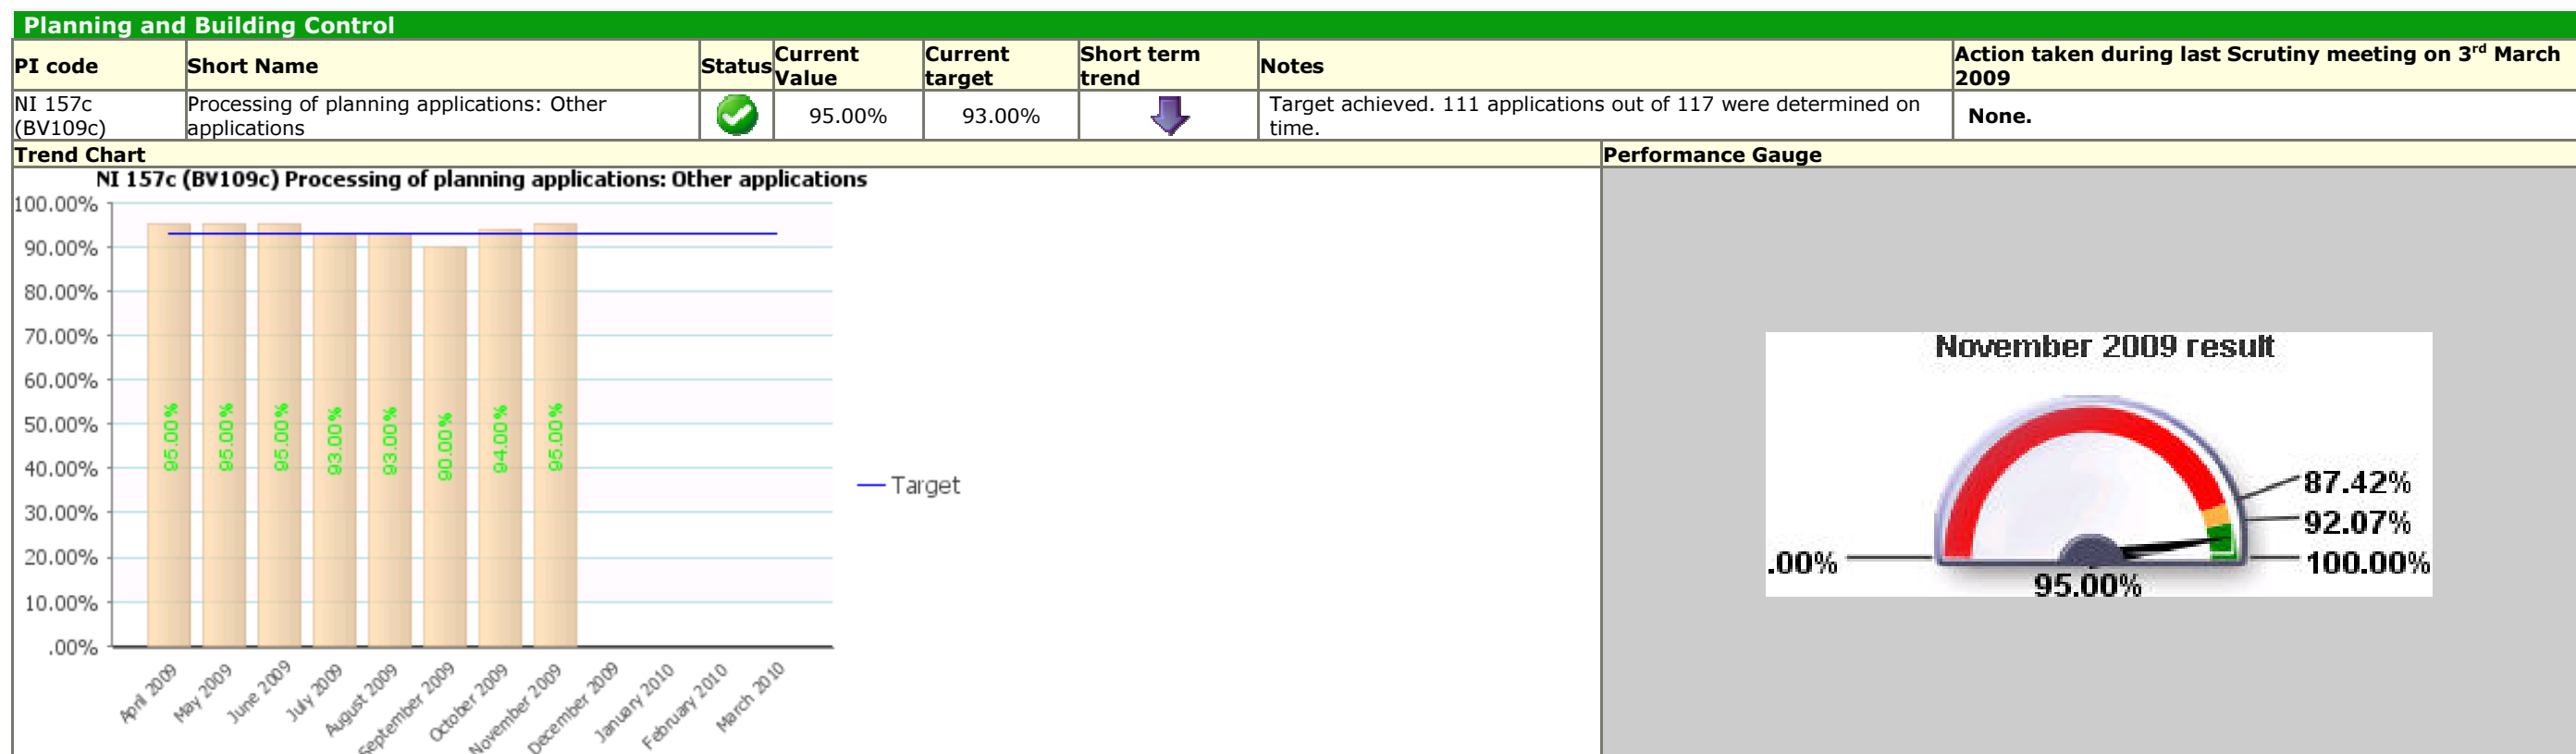 Planning and Building Control
PI code
Short Name
Status
Current
Value
Current
target
Short term
trend
Notes
Action taken during last Scrutiny meeting on 3rd March
2009
NI 157c
(BV109c)
Processing of planning applications: Other
applications
95.00%
93.00%
Target achieved. 111 applications out of 117 were determined on
time.
None.
Trend Chart
Performance Gauge
NI 157c (BV109c) Processing of planning applications: Other applications
100.00%
90.00%
80.00%
70.00%
60.00%
50.00%
40.00%
30.00%
20.00%
10.00%
.00%
95.00%
95.00%
95.00%
93.00%
93.00%
90.00%
94.00%
95.00%
April 2009
May 2009
June 2009
July 2009
August 2009
September 2009
October 2009
November 2009
December 2009
January 2010
February 2010
March 2010
Target
November 2009 result
87.42%
92.07%
100.00%
.00%
95.00%